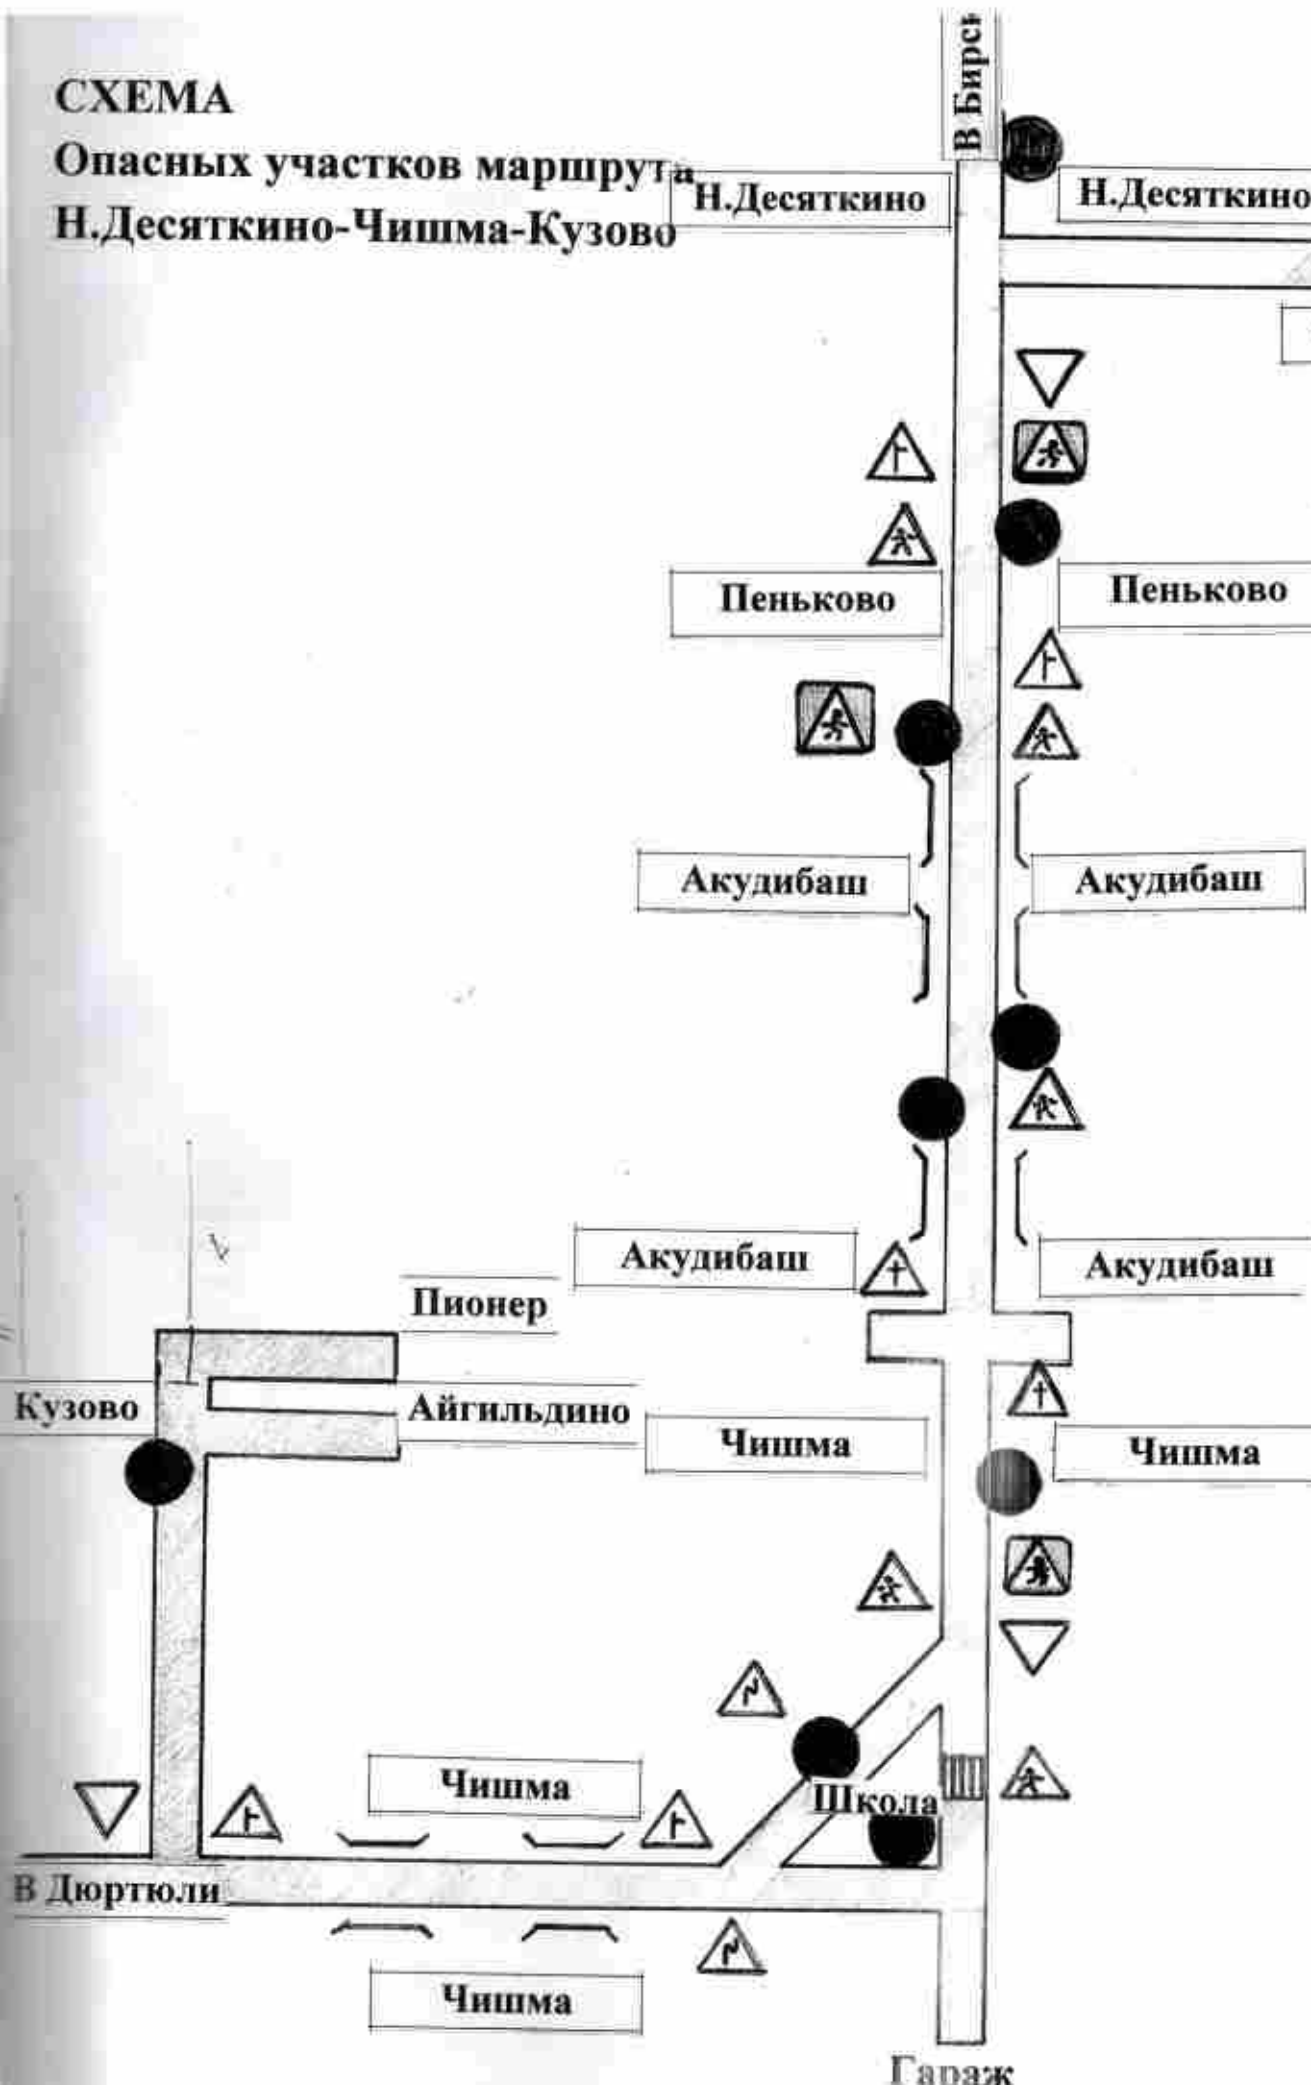 СХЕМА
Опасных участков маршрута
Н.Десяткино-Чишма-Кузово
В Бирск
Н.Десяткино
Н.Десяткино
Пеньково
Пеньково
Акудибаш
Акудибаш
Акудибаш
Акудибаш
Пионер
Кузово
Айгильдино
Чишма
Чишма
Чишма
Школа
В Дюртюли
Чишма
Гараж